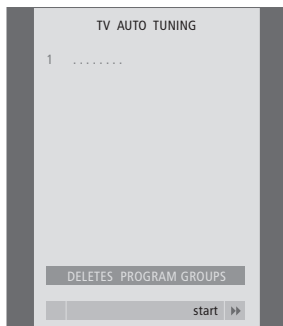 TV AUTO TUNING
1 ........
DELETES PROGRAM GROUPS
start